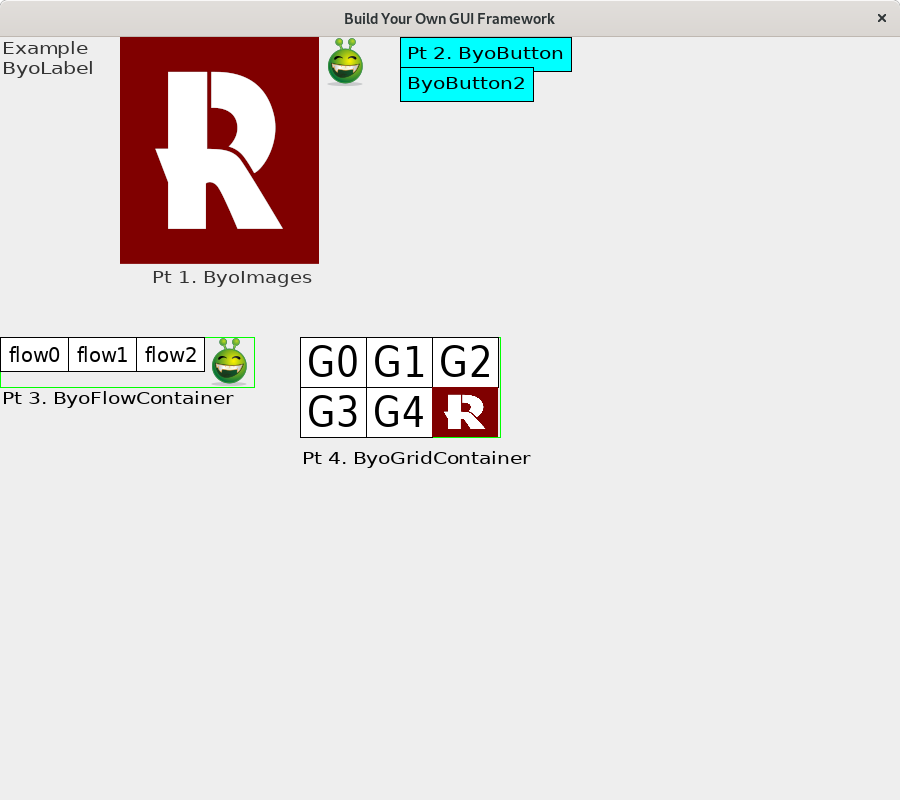 Build Your Own GUI Framework
×
Example
ByoLabel
R
Pt 1. ByoImages
Pt 2. ByoButton
ByoButton2
flow0 flow1 flow2
Pt 3. ByoFlowContainer
G0 G1 G2
G3 G4 R
Pt 4. ByoGridContainer